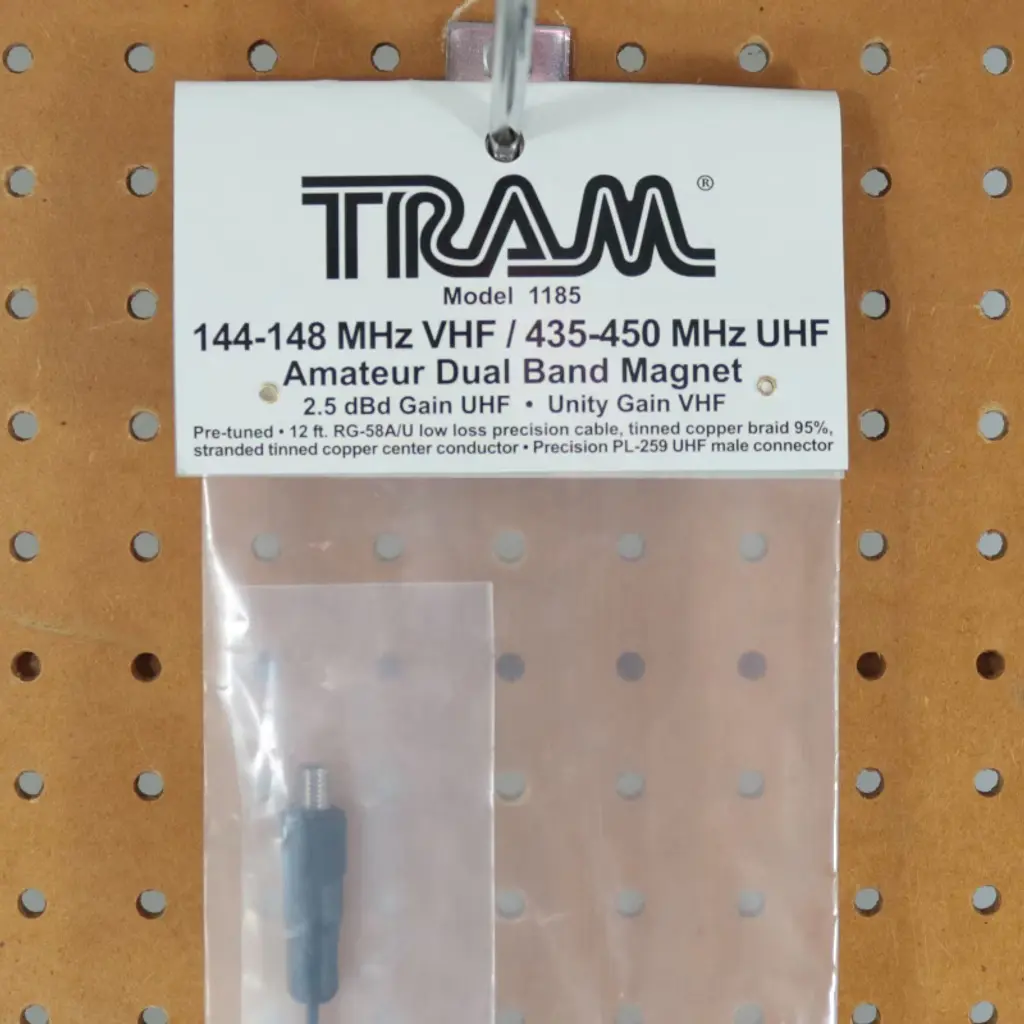 TRAM®
Model 1185
144-148 MHz VHF / 435-450 MHz UHF
Amateur Dual Band Magnet
2.5 dBd Gain UHF • Unity Gain VHF
Pre-tuned • 12 ft. RG-58A/U low loss precision cable, tinned copper braid 95%,
stranded tinned copper center conductor • Precision PL-259 UHF male connector